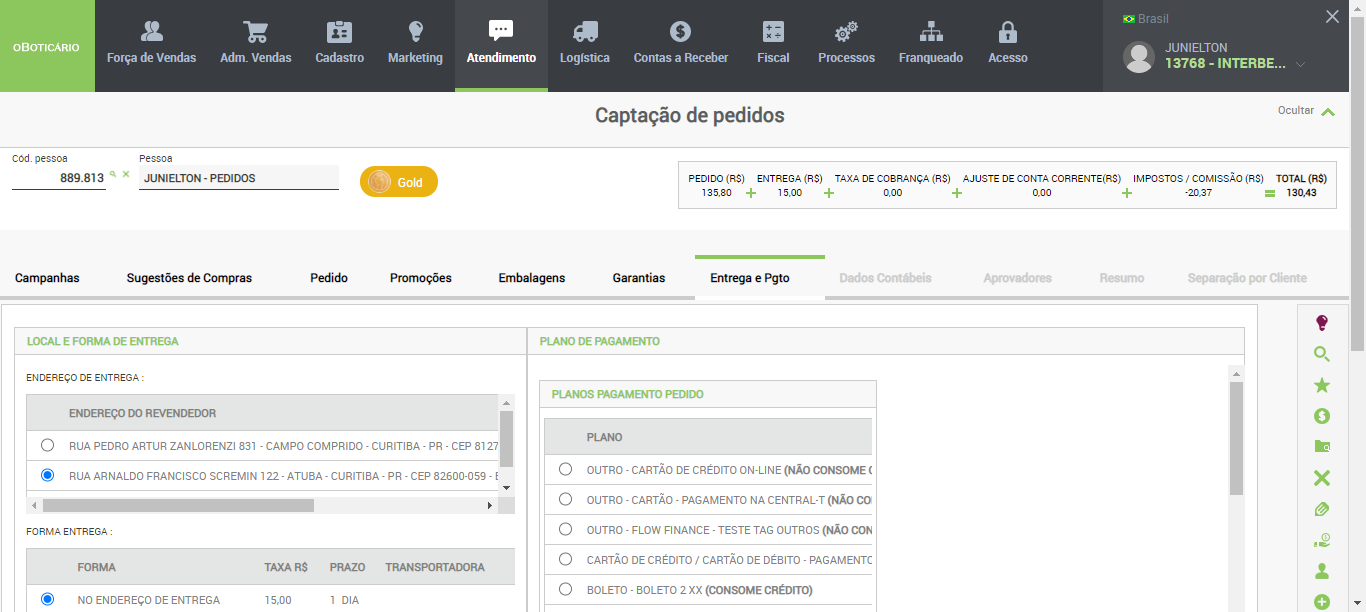 oBOTICÁRIO
Força de Vendas
Adm. Vendas
Cadastro
Marketing
Atendimento
Logística
Contas a Receber
Fiscal
Processos
Franqueado
Acesso
Brasil
JUNIELTON
13768 - INTERBE...
Captação de pedidos
Ocultar
Cód. pessoa
Pessoa
889.813
JUNIELTON - PEDIDOS
Gold
PEDIDO (R$) ENTREGA (R$) TAXA DE COBRANÇA (R$) AJUSTE DE CONTA CORRENTE(R$) IMPOSTOS / COMISSÃO (R$) TOTAL (R$)
135,80 + 15,00 + 0,00 + 0,00 + -20,37 = 130,43
Campanhas
Sugestões de Compras
Pedido
Promoções
Embalagens
Garantias
Entrega e Pgto
Dados Contábeis
Aprovadores
Resumo
Separação por Cliente
LOCAL E FORMA DE ENTREGA
ENDEREÇO DE ENTREGA :
ENDEREÇO DO REVENDEDOR
RUA PEDRO ARTUR ZANLORENZI 831 - CAMPO COMPRIDO - CURITIBA - PR - CEP 8127
RUA ARNALDO FRANCISCO SCREMIN 122 - ATUBA - CURITIBA - PR - CEP 82600-059 -
FORMA ENTREGA :
FORMA TAXA R$ PRAZO TRANSPORTADORA
NO ENDEREÇO DE ENTREGA 15,00 1 DIA
PLANO DE PAGAMENTO
PLANOS PAGAMENTO PEDIDO
PLANO
OUTRO - CARTÃO DE CRÉDITO ON-LINE (NÃO CONSOME
OUTRO - CARTÃO - PAGAMENTO NA CENTRAL-T (NÃO CO
OUTRO - FLOW FINANCE - TESTE TAG OUTROS (NÃO CON
CARTÃO DE CRÉDITO / CARTÃO DE DÉBITO - PAGAMENTO
BOLETO - BOLETO 2 XX (CONSOME CRÉDITO)